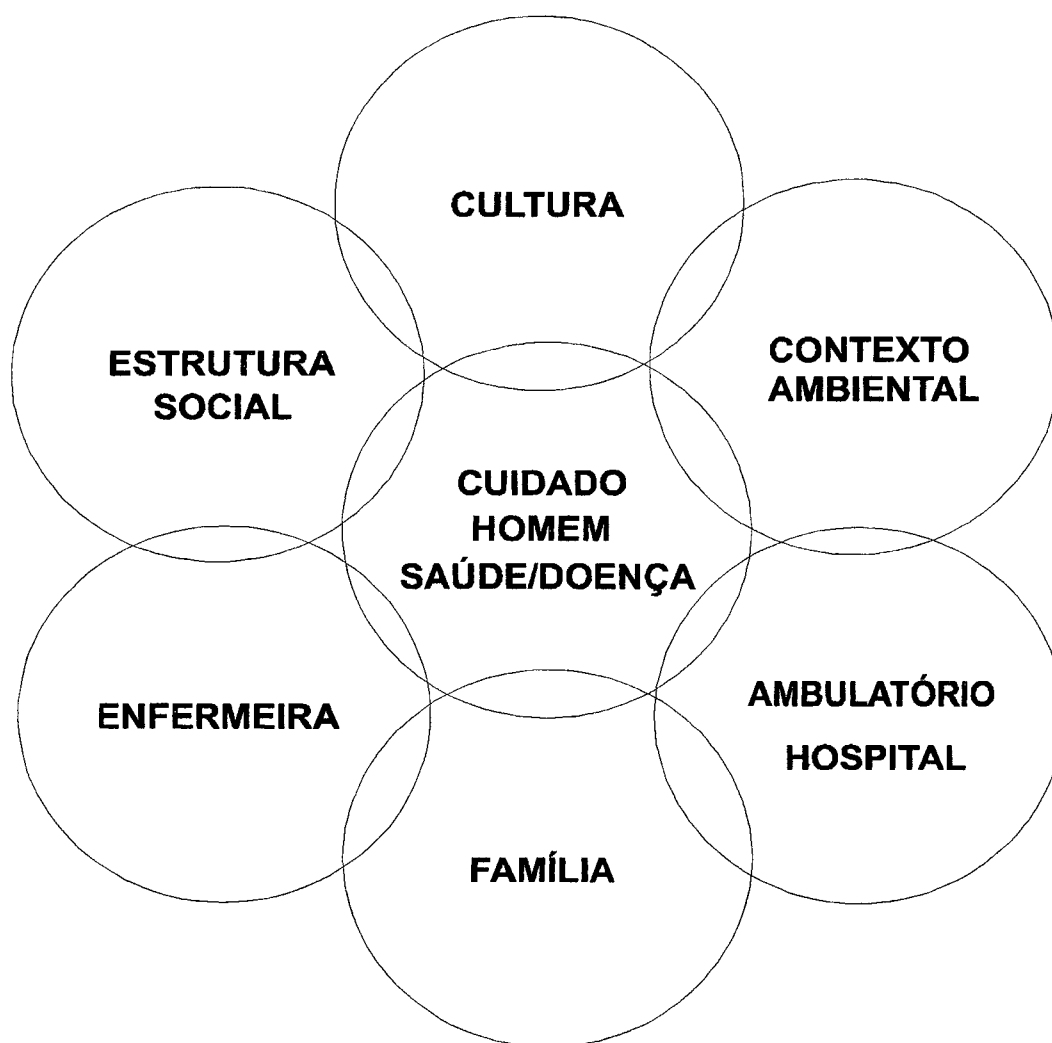 CULTURA
ESTRUTURA
SOCIAL
CONTEXTO
AMBIENTAL
CUIDADO
HOMEM
SAÚDE/DOENÇA
ENFERMEIRA
AMBULATÓRIO
HOSPITAL
FAMÍLIA